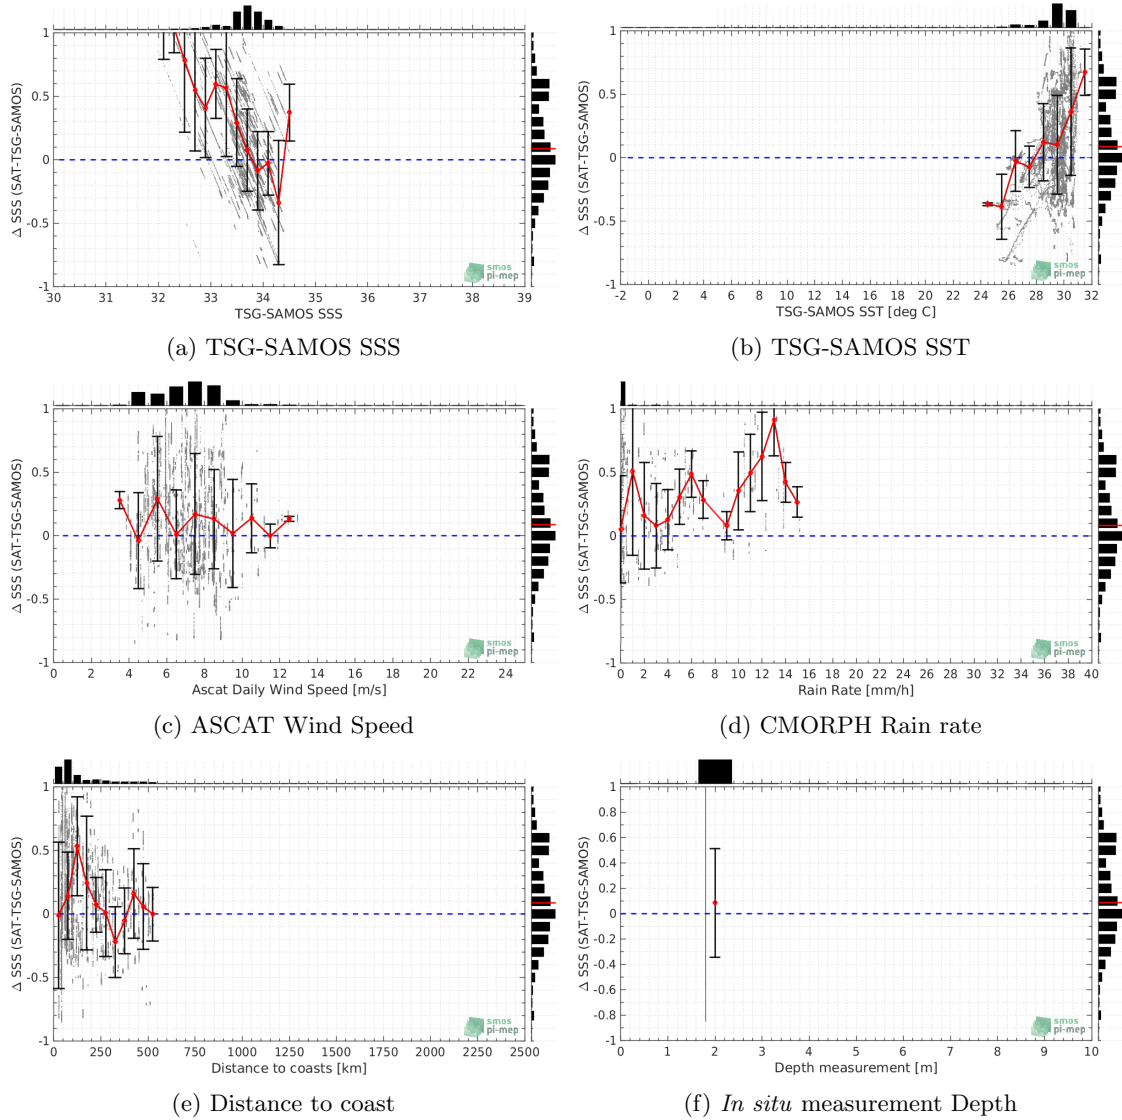 1
0.5
0
-0.5
-1
Δ SSS (SAT-TSG-SAMOS)
30 31 32 33 34 35 36 37 38 39
TSG-SAMOS SSS
smos
pi-mep
(a) TSG-SAMOS SSS
1
0.5
0
-0.5
-1
Δ SSS (SAT-TSG-SAMOS)
-2 0 2 4 6 8 10 12 14 16 18 20 22 24 26 28 30 32
TSG-SAMOS SST [deg C]
smos
pi-mep
(b) TSG-SAMOS SST
1
0.5
0
-0.5
-1
Δ SSS (SAT-TSG-SAMOS)
0 2 4 6 8 10 12 14 16 18 20 22 24
Ascat Daily Wind Speed [m/s]
smos
pi-mep
(c) ASCAT Wind Speed
1
0.5
0
-0.5
-1
Δ SSS (SAT-TSG-SAMOS)
0 2 4 6 8 10 12 14 16 18 20 22 24 26 28 30 32 34 36 38 40
Rain Rate [mm/h]
smos
pi-mep
(d) CMORPH Rain rate
1
0.5
0
-0.5
-1
Δ SSS (SAT-TSG-SAMOS)
0 250 500 750 1000 1250 1500 1750 2000 2250 2500
Distance to coasts [km]
smos
pi-mep
(e) Distance to coast
1
0.8
0.6
0.4
0.2
0
-0.2
-0.4
-0.6
-0.8
-1
Δ SSS (SAT-TSG-SAMOS)
0 1 2 3 4 5 6 7 8 9 10
Depth measurement [m]
smos
pi-mep
(f) In situ measurement Depth